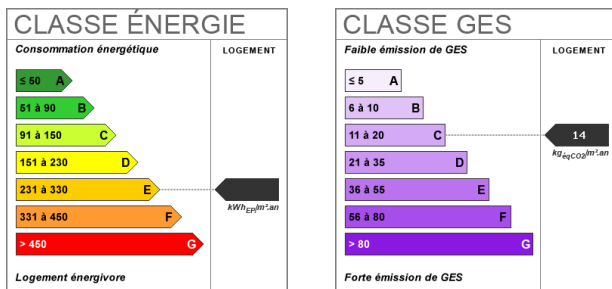 CLASSE ÉNERGIE
Consommation énergétique
LOGEMENT
≤ 50 A
51 à 90 B
91 à 150 C
151 à 230 D
231 à 330 E
331 à 450 F
> 450 G
kWhEP/m².an
Logement énergivore
CLASSE GES
Faible émission de GES
LOGEMENT
≤ 5 A
6 à 10 B
11 à 20 C
14
21 à 35 D
kgéqCO2/m².an
36 à 55 E
56 à 80 F
> 80 G
Forte émission de GES